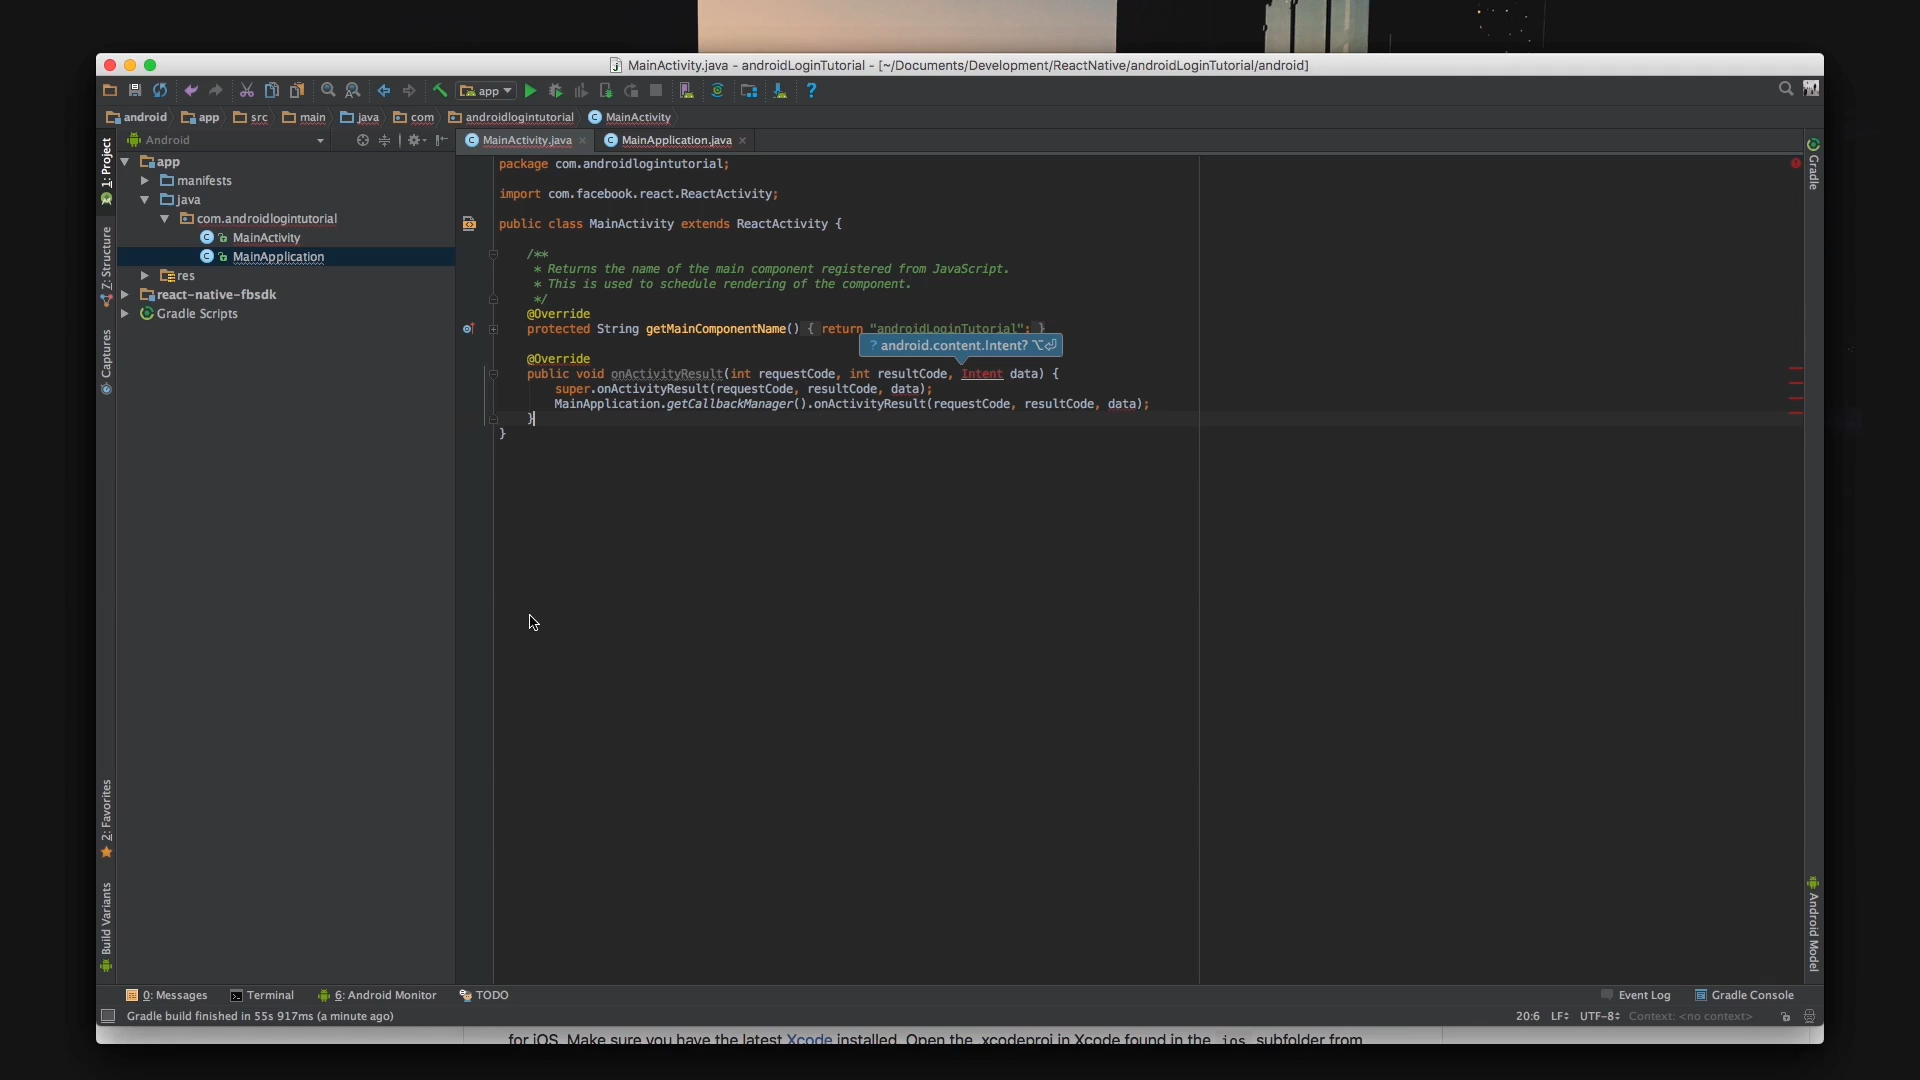 MainActivity.java - androidLoginTutorial - [~/Documents/Development/ReactNative/androidLoginTutorial/android]
app
android app src main java com androidlogintutorial MainActivity
Android
MainActivity.java MainApplication.java
1: Project
Z: Structure
Captures
2: Favorites
Build Variants
app
manifests
java
com.androidlogintutorial
MainActivity
MainApplication
res
react-native-fbsdk
Gradle Scripts
package com.androidlogintutorial;
import com.facebook.react.ReactActivity;
public class MainActivity extends ReactActivity {
/**
* Returns the name of the main component registered from JavaScript.
* This is used to schedule rendering of the component.
*/
@Override
protected String getMainComponentName() { return "androidLoginTutorial"; }
? android.content.Intent? ⌥⏎
@Override
public void onActivityResult(int requestCode, int resultCode, Intent data) {
super.onActivityResult(requestCode, resultCode, data);
MainApplication.getCallbackManager().onActivityResult(requestCode, resultCode, data);
}
}
Gradle
Android Model
0: Messages Terminal 6: Android Monitor TODO Event Log Gradle Console
Gradle build finished in 55s 917ms (a minute ago) 20:6 LF UTF-8 Context: <no context>
for iOS. Make sure you have the latest Xcode installed. Open the .xcodeproj in Xcode found in the ios subfolder from